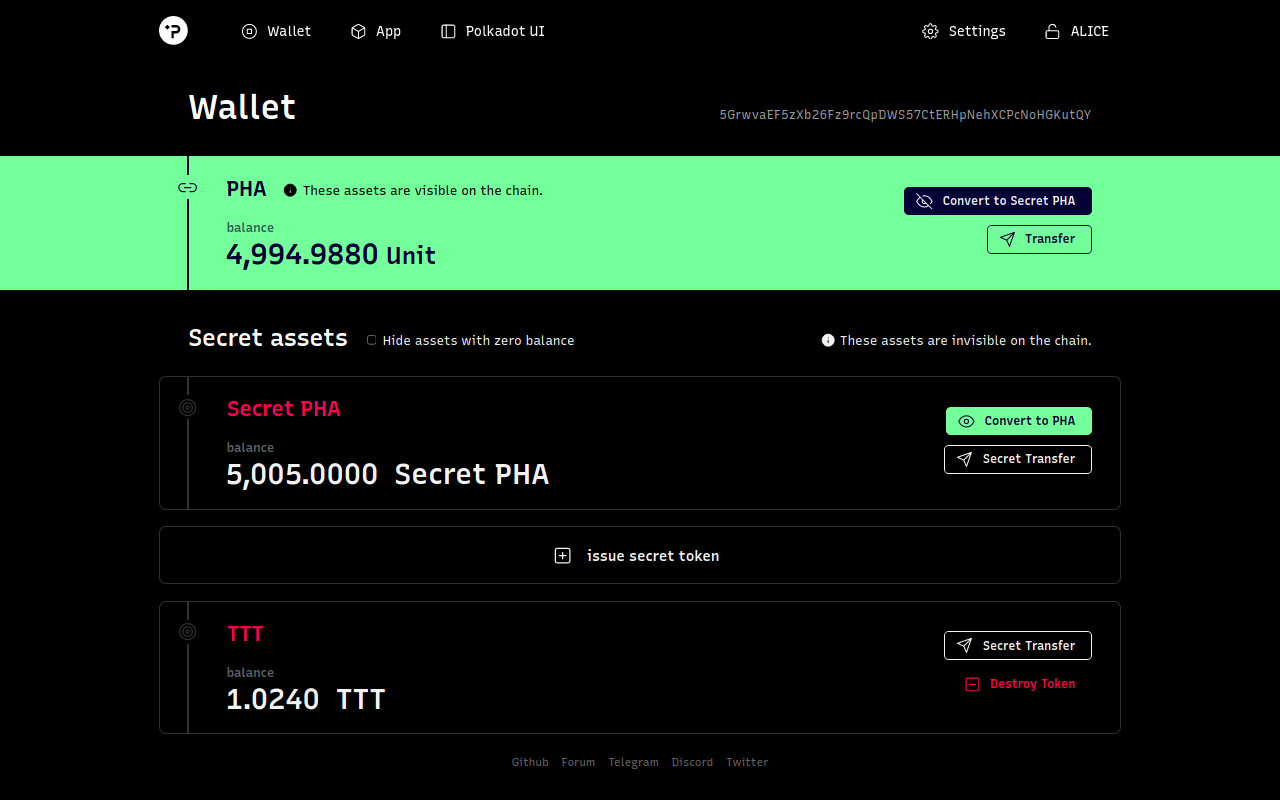 Wallet App Polkadot UI Settings ALICE
Wallet
5GrwvaEF5zXb26Fz9rcQpDWS57CtERHpNehXCPcNoHGKutQY
PHA These assets are visible on the chain.
Convert to Secret PHA
balance
4,994.9880 Unit
Transfer
Secret assets Hide assets with zero balance These assets are invisible on the chain.
Secret PHA
Convert to PHA
balance
5,005.0000 Secret PHA
Secret Transfer
issue secret token
TTT
Secret Transfer
balance
1.0240 TTT
Destroy Token
Github Forum Telegram Discord Twitter